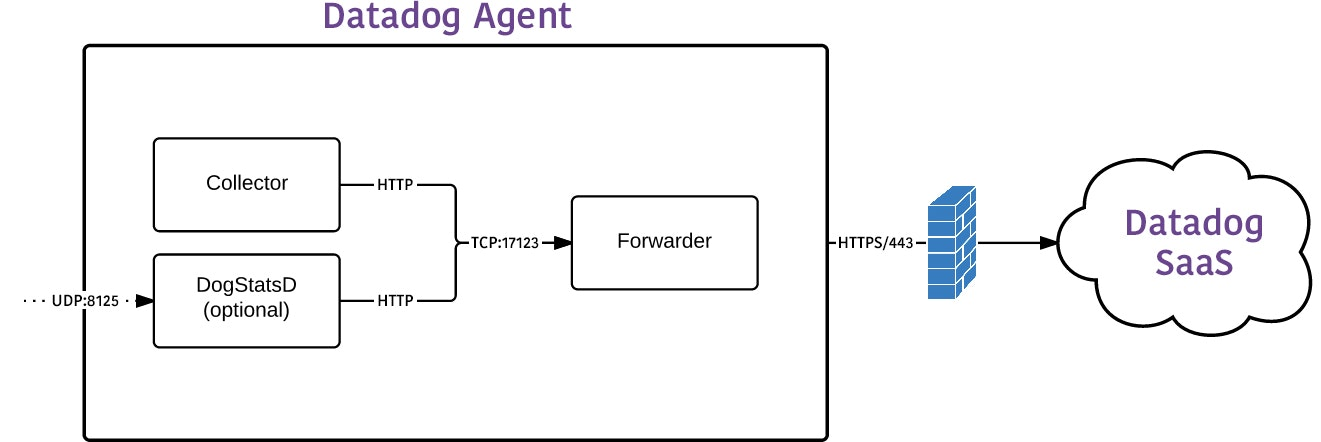 Datadog Agent
Collector
HTTP
TCP:17123
Forwarder
HTTPS/443
Datadog
SaaS
UDP:8125
DogStatsD
(optional)
HTTP